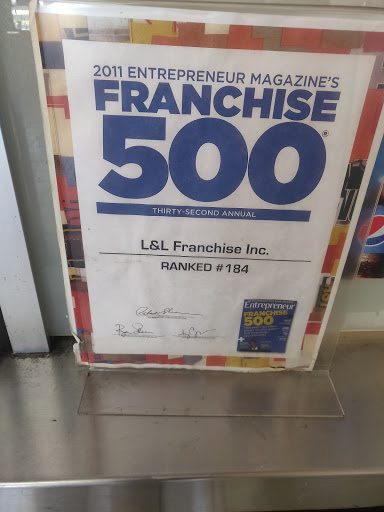 2011 ENTREPRENEUR MAGAZINE'S
FRANCHISE
500®
THIRTY-SECOND ANNUAL
L&L Franchise Inc.
RANKED #184
Entrepreneur
FRANCHISE
500